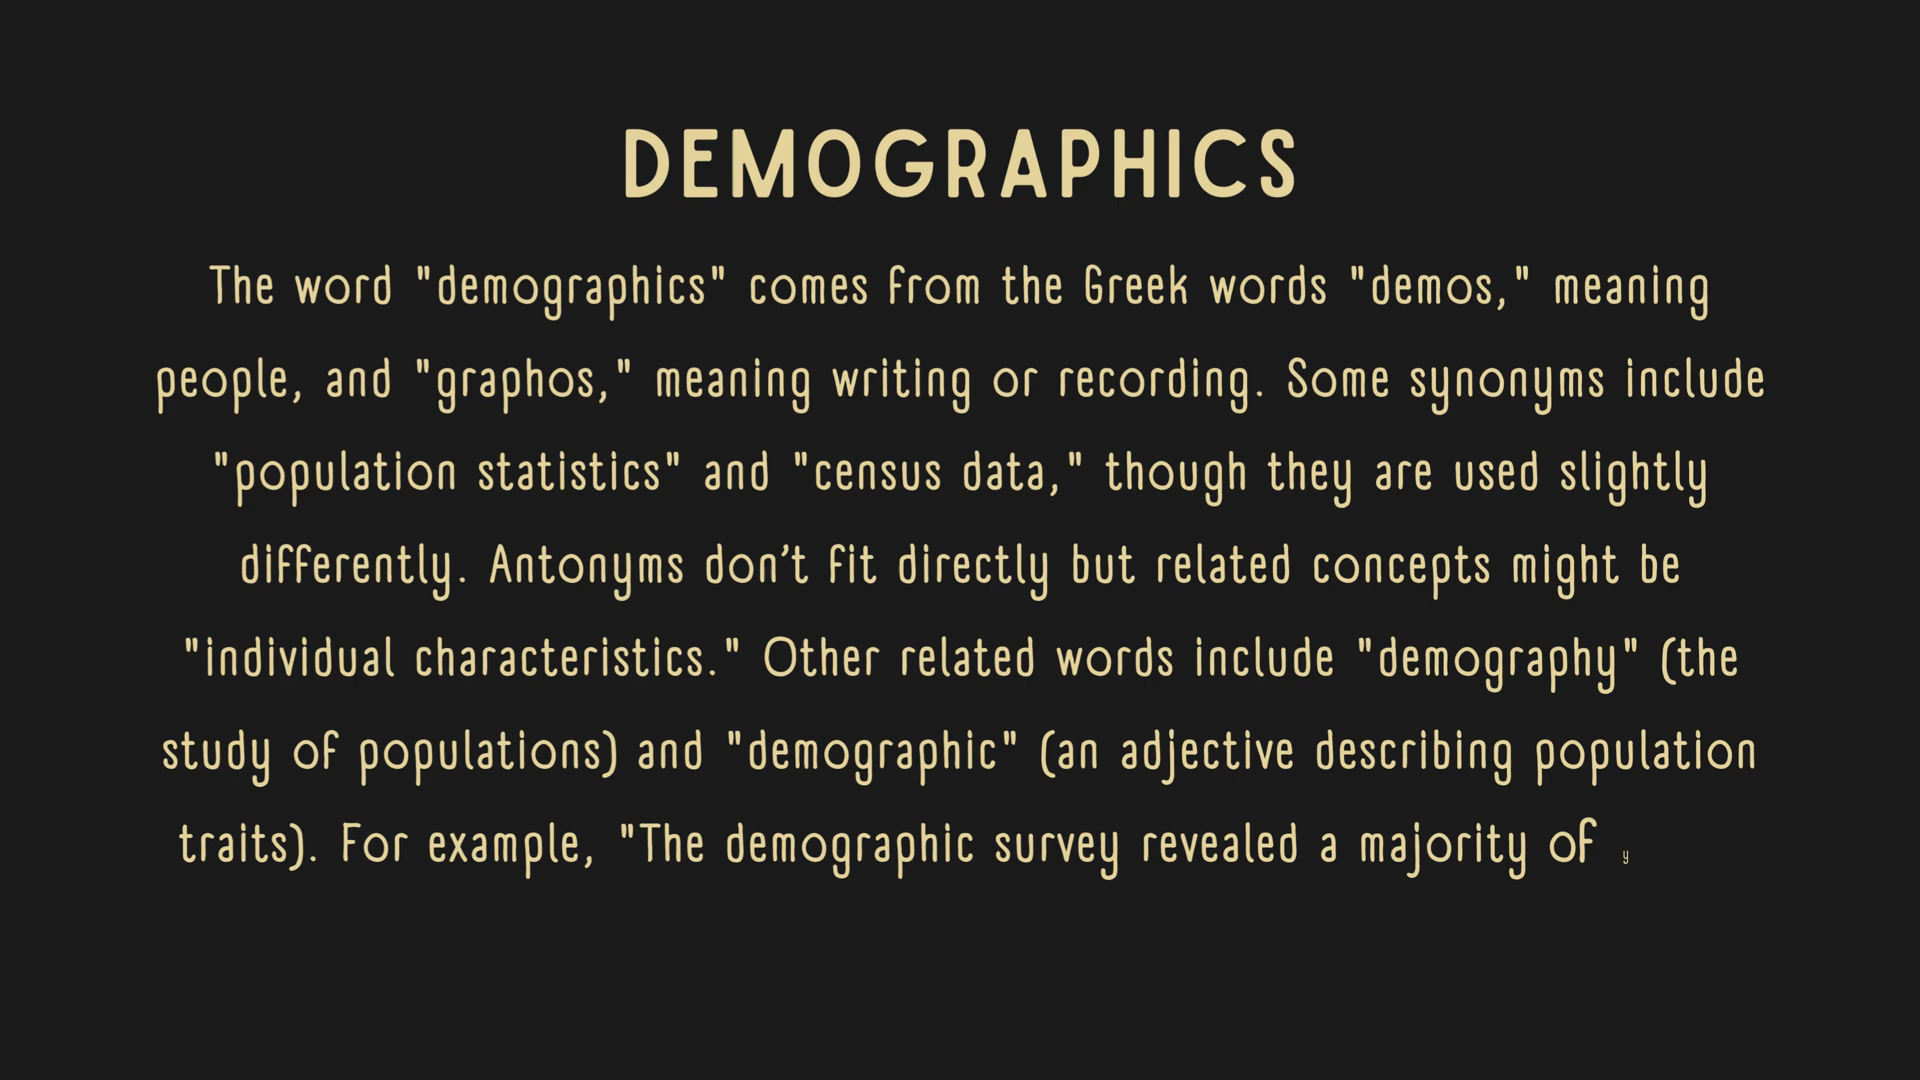 DEMOGRAPHICS
The word "demographics" comes from the Greek words "demos," meaning
people, and "graphos," meaning writing or recording. Some synonyms include
"population statistics" and "census data," though they are used slightly
differently. Antonyms don’t fit directly but related concepts might be
"individual characteristics." Other related words include "demography" (the
study of populations) and "demographic" (an adjective describing population
traits). For example, "The demographic survey revealed a majority of y